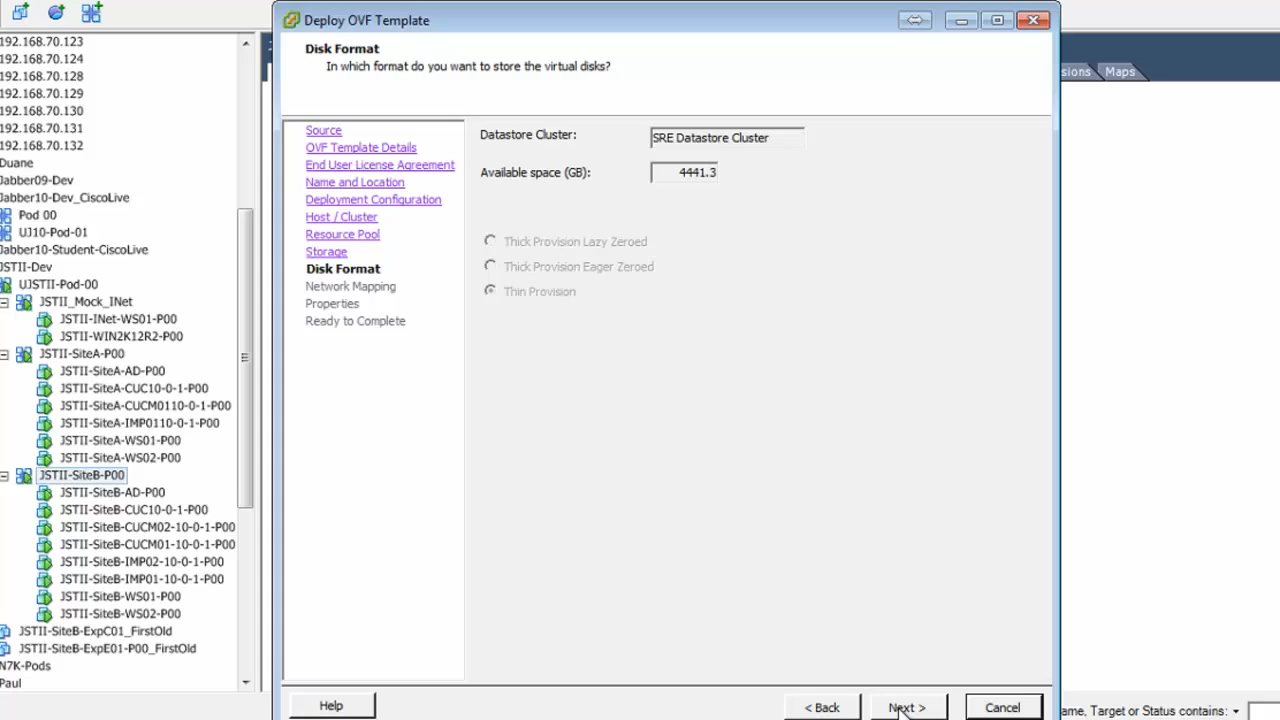 Deploy OVF Template
Disk Format
In which format do you want to store the virtual disks?
192.168.70.123
192.168.70.124
192.168.70.128
192.168.70.129
192.168.70.130
192.168.70.131
192.168.70.132
Duane
Jabber09-Dev
Jabber10-Dev_CiscoLive
Pod 00
UJ10-Pod-01
Jabber10-Student-CiscoLive
JSTII-Dev
UJSTII-Pod-00
JSTII_Mock_INet
JSTII-INet-WS01-P00
JSTII-WIN2K12R2-P00
JSTII-SiteA-P00
JSTII-SiteA-AD-P00
JSTII-SiteA-CUC10-0-1-P00
JSTII-SiteA-CUCM0110-0-1-P00
JSTII-SiteA-IMP0110-0-1-P00
JSTII-SiteA-WS01-P00
JSTII-SiteA-WS02-P00
JSTII-SiteB-P00
JSTII-SiteB-AD-P00
JSTII-SiteB-CUC10-0-1-P00
JSTII-SiteB-CUCM02-10-0-1-P00
JSTII-SiteB-CUCM01-10-0-1-P00
JSTII-SiteB-IMP02-10-0-1-P00
JSTII-SiteB-IMP01-10-0-1-P00
JSTII-SiteB-WS01-P00
JSTII-SiteB-WS02-P00
JSTII-SiteB-ExpC01_FirstOld
JSTII-SiteB-ExpE01-P00_FirstOld
N7K-Pods
Paul
Source
OVF Template Details
End User License Agreement
Name and Location
Deployment Configuration
Host / Cluster
Resource Pool
Storage
Disk Format
Network Mapping
Properties
Ready to Complete
Datastore Cluster: SRE Datastore Cluster
Available space (GB): 4441.3
Thick Provision Lazy Zeroed
Thick Provision Eager Zeroed
Thin Provision
sions Maps
Help
< Back
Next >
Cancel
ame, Target or Status contains: